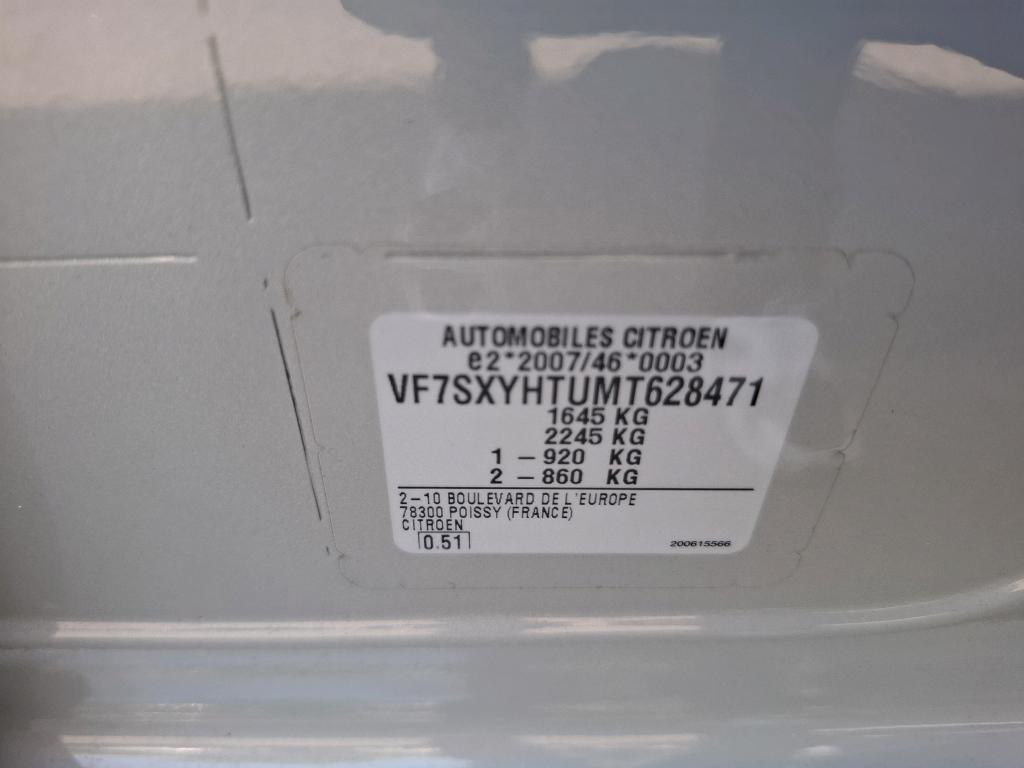 AUTOMOBILES CITROEN
e2*2007/46*0003
VF7SXYHTUMT628471
1645 KG
2245 KG
1 – 920 KG
2 – 860 KG
2–10 BOULEVARD DE L'EUROPE
78300 POISSY (FRANCE)
CITROEN
0.51
200615566